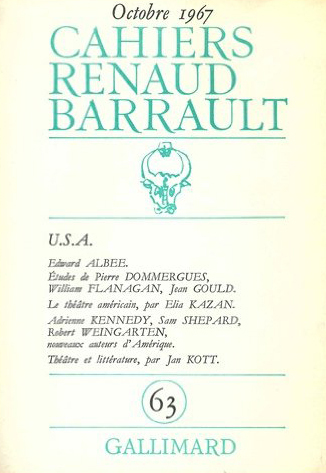 Octobre 1967
CAHIERS
RENAUD
BARRAULT
U.S.A.
Edward ALBEE.
Études de Pierre DOMMERGUES,
William FLANAGAN, Jean GOULD.
Le théâtre américain, par Elia KAZAN.
Adrienne KENNEDY, Sam SHEPARD,
Robert WEINGARTEN,
nouveaux auteurs d'Amérique.
Théâtre et littérature, par Jan KOTT.
63
GALLIMARD